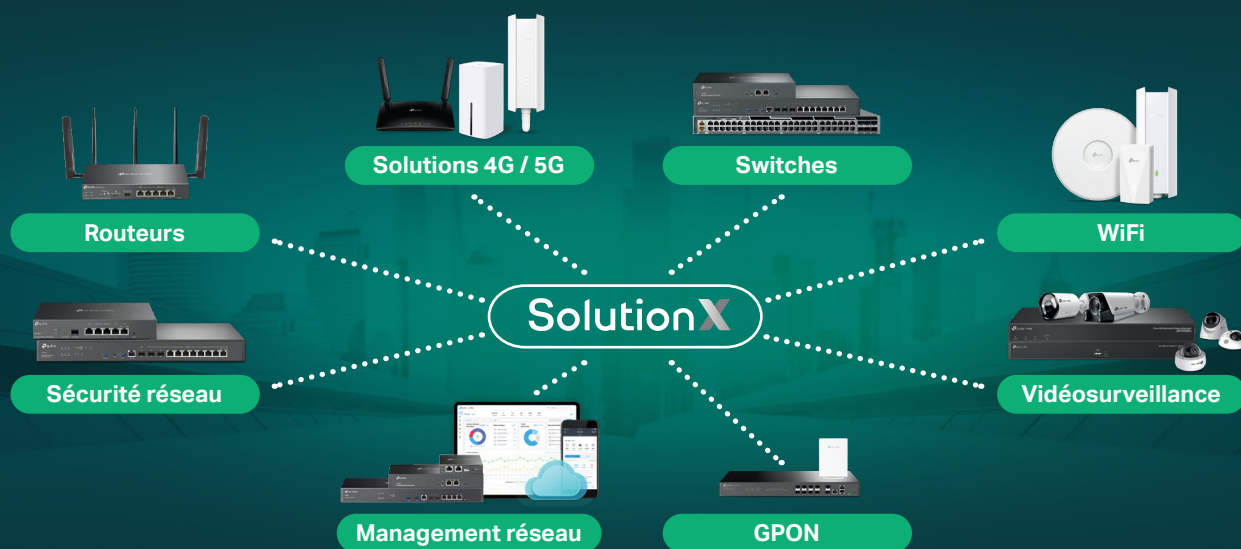 Solutions 4G / 5G
Switches
Routeurs
WiFi
SolutionX
Sécurité réseau
Vidéosurveillance
Management réseau
GPON